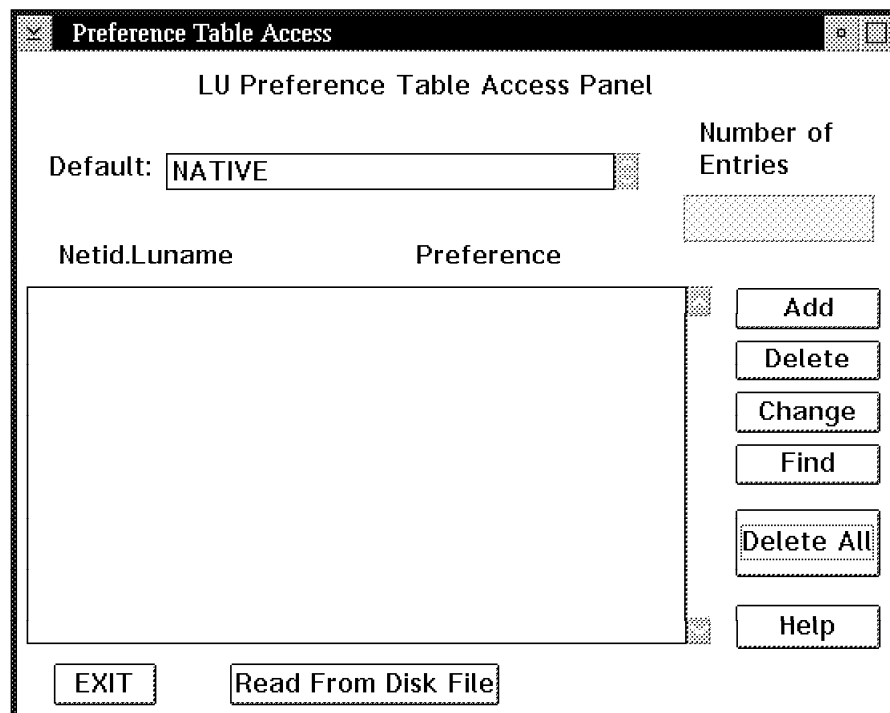 Preference Table Access
LU Preference Table Access Panel
Number of
Entries
Default: NATIVE
Netid.Luname Preference
Add
Delete
Change
Find
Delete All
Help
EXIT Read From Disk File